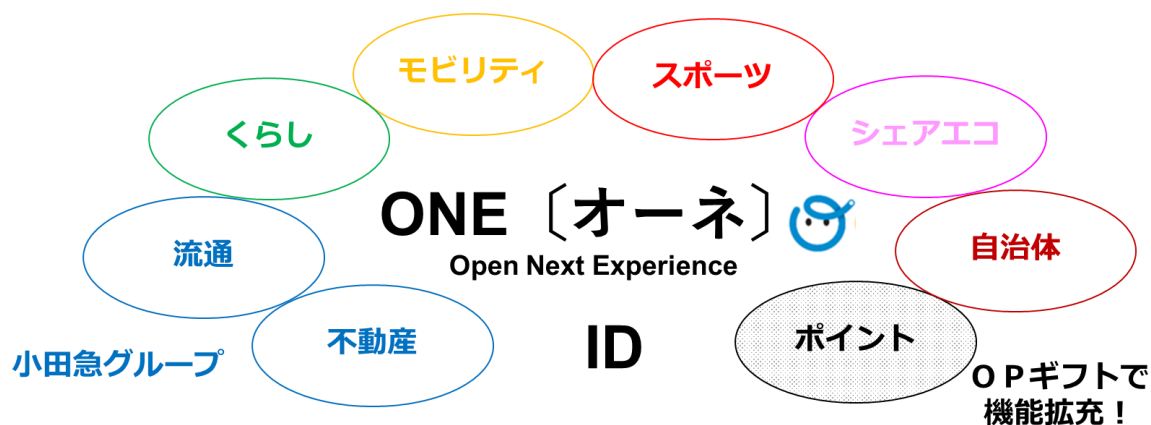 モビリティ
スポーツ
くらし
シェアエコ
ONE〔オーネ〕
流通
自治体
Open Next Experience
不動産
ID
ポイント
小田急グループ
ＯＰギフトで
機能拡充！